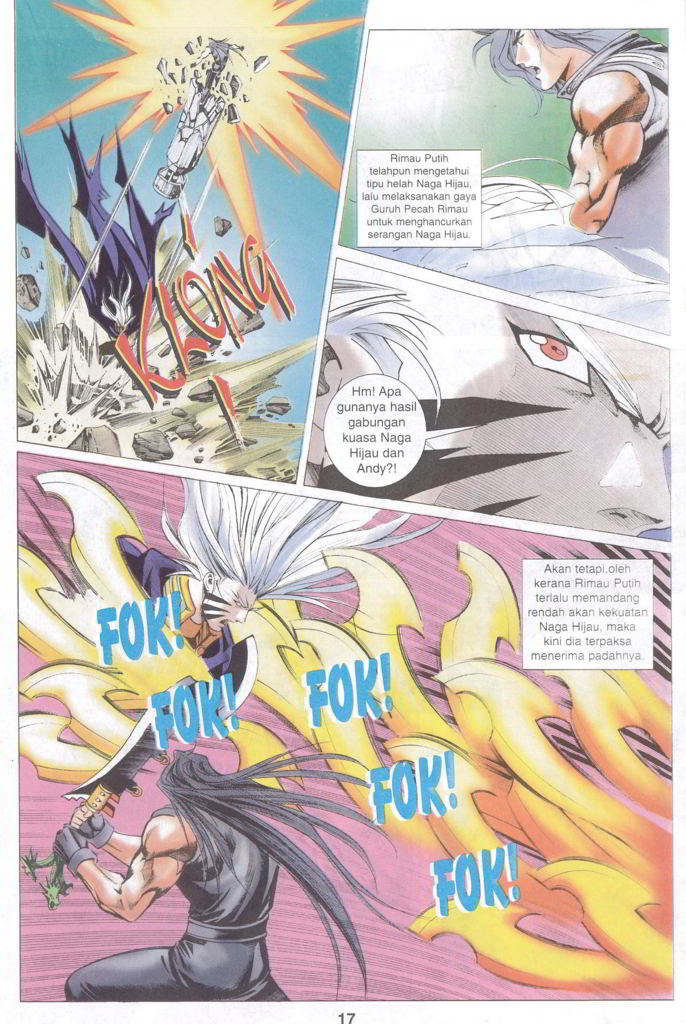 KLONG!
Rimau Putih
telahpun mengetahui
tipu helah Naga Hijau,
lalu melaksanakan gaya
Guruh Pecah Rimau
untuk menghancurkan
serangan Naga Hijau.
Hm! Apa
gunanya hasil
gabungan
kuasa Naga
Hijau dan
Andy?!
Akan tetapi,oleh
kerana Rimau Putih
terlalu memandang
rendah akan kekuatan
Naga Hijau, maka
kini dia terpaksa
menerima padahnya.
FOK!
FOK!
FOK!
FOK!
FOK!
17